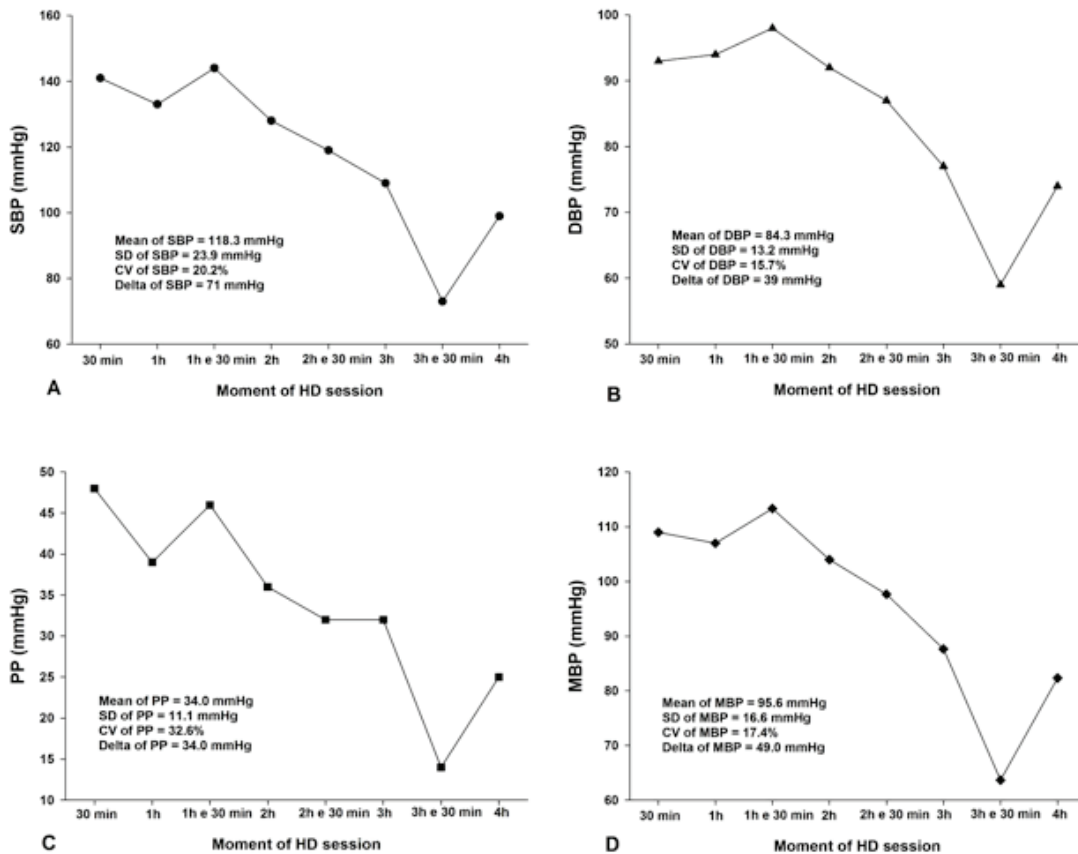 160
140
120
100
80
60
SBP (mmHg)
Mean of SBP = 118.3 mmHg
SD of SBP = 23.9 mmHg
CV of SBP = 20.2%
Delta of SBP = 71 mmHg
30 min 1h 1h e 30 min 2h 2h e 30 min 3h 3h e 30 min 4h
A Moment of HD session
100
90
80
70
60
50
DBP (mmHg)
Mean of DBP = 84.3 mmHg
SD of DBP = 13.2 mmHg
CV of DBP = 15.7%
Delta of DBP = 39 mmHg
30 min 1h 1h e 30 min 2h 2h e 30 min 3h 3h e 30 min 4h
B Moment of HD session
50
45
40
35
30
25
20
15
10
PP (mmHg)
Mean of PP = 34.0 mmHg
SD of PP = 11.1 mmHg
CV of PP = 32.6%
Delta of PP = 34.0 mmHg
30 min 1h 1h e 30 min 2h 2h e 30 min 3h 3h e 30 min 4h
C Moment of HD session
120
110
100
90
80
70
60
MBP (mmHg)
Mean of MBP = 95.6 mmHg
SD of MBP = 16.6 mmHg
CV of MBP = 17.4%
Delta of MBP = 49.0 mmHg
30 min 1h 1h e 30 min 2h 2h e 30 min 3h 3h e 30 min 4h
D Moment of HD session